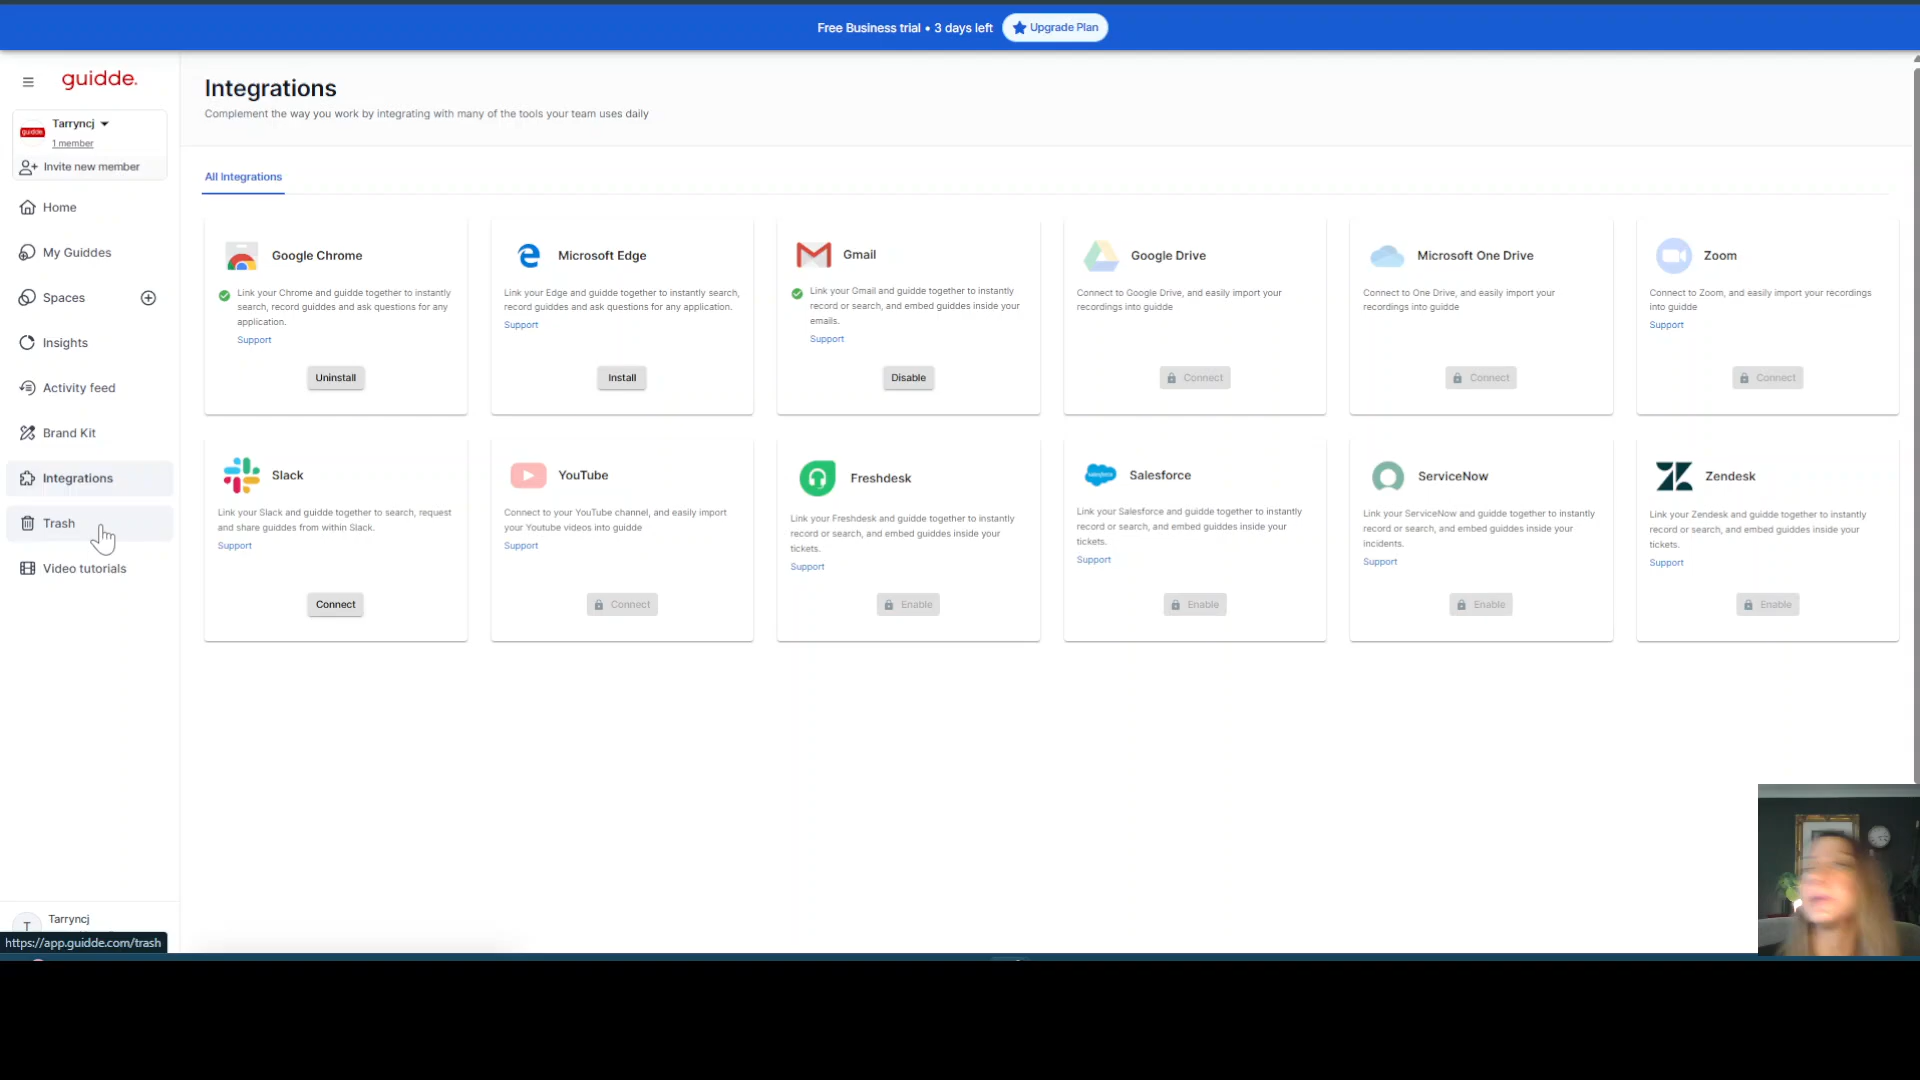 Free Business trial • 3 days left
Upgrade Plan
guidde.
guidde
Tarryncj
1 member
Invite new member
Home
My Guiddes
Spaces
Insights
Activity feed
Brand Kit
Integrations
Trash
Video tutorials
T
Tarryncj
https://app.guidde.com/trash
Integrations
Complement the way you work by integrating with many of the tools your team uses daily
All Integrations
Google Chrome
Link your Chrome and guidde together to instantly
search, record guiddes and ask questions for any
application.
Support
Uninstall
Microsoft Edge
Link your Edge and guidde together to instantly search,
record guiddes and ask questions for any application.
Support
Install
Gmail
Link your Gmail and guidde together to instantly
record or search, and embed guiddes inside your
emails.
Support
Disable
Google Drive
Connect to Google Drive, and easily import your
recordings into guidde
Connect
Microsoft One Drive
Connect to One Drive, and easily import your
recordings into guidde
Connect
Zoom
Connect to Zoom, and easily import your recordings
into guidde
Support
Connect
Slack
Link your Slack and guidde together to search, request
and share guiddes from within Slack.
Support
Connect
YouTube
Connect to your YouTube channel, and easily import
your Youtube videos into guidde
Support
Connect
Freshdesk
Link your Freshdesk and guidde together to instantly
record or search, and embed guiddes inside your
tickets.
Support
Enable
salesforce
Salesforce
Link your Salesforce and guidde together to instantly
record or search, and embed guiddes inside your
tickets.
Support
Enable
ServiceNow
Link your ServiceNow and guidde together to instantly
record or search, and embed guiddes inside your
incidents.
Support
Enable
Zendesk
Link your Zendesk and guidde together to instantly
record or search, and embed guiddes inside your
tickets.
Support
Enable